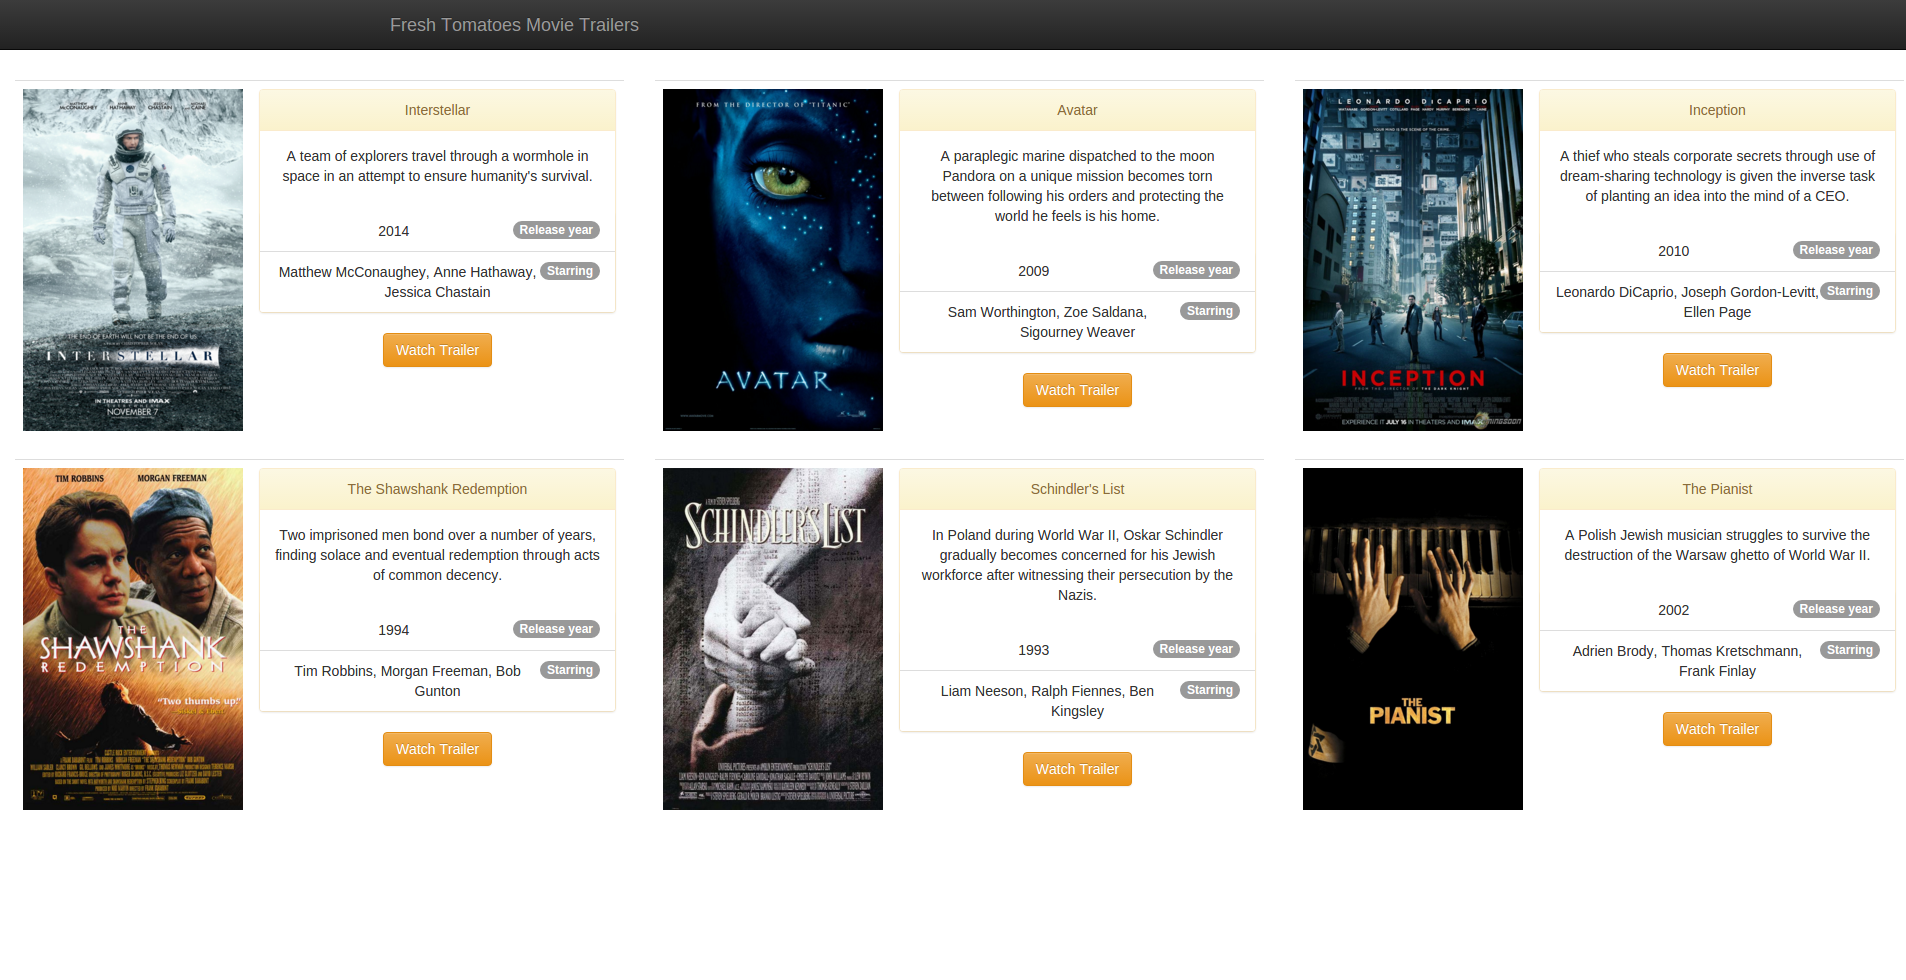 Fresh Tomatoes Movie Trailers
MATTHEW McCONAUGHEY ANNE HATHAWAY JESSICA CHASTAIN MICHAEL CAINE
THE END OF EARTH WILL NOT BE THE END OF US
INTERSTELLAR
IN THEATRES AND IMAX
NOVEMBER 7
Interstellar
A team of explorers travel through a wormhole in
space in an attempt to ensure humanity's survival.
2014 Release year
Matthew McConaughey, Anne Hathaway, Starring
Jessica Chastain
Watch Trailer
FROM THE DIRECTOR OF 'TITANIC'
AVATAR
Avatar
A paraplegic marine dispatched to the moon
Pandora on a unique mission becomes torn
between following his orders and protecting the
world he feels is his home.
2009 Release year
Sam Worthington, Zoe Saldana, Starring
Sigourney Weaver
Watch Trailer
LEONARDO DiCAPRIO
YOUR MIND IS THE SCENE OF THE CRIME.
INCEPTION
FROM THE DIRECTOR OF THE DARK KNIGHT
EXPERIENCE IT JULY 16 IN THEATERS AND IMAX
Inception
A thief who steals corporate secrets through use of
dream-sharing technology is given the inverse task
of planting an idea into the mind of a CEO.
2010 Release year
Leonardo DiCaprio, Joseph Gordon-Levitt, Starring
Ellen Page
Watch Trailer
TIM ROBBINS MORGAN FREEMAN
THE
SHAWSHANK
REDEMPTION
"Two thumbs up!"
The Shawshank Redemption
Two imprisoned men bond over a number of years,
finding solace and eventual redemption through acts
of common decency.
1994 Release year
Tim Robbins, Morgan Freeman, Bob Starring
Gunton
Watch Trailer
A FILM BY STEVEN SPIELBERG
SCHINDLER'S LIST
Schindler's List
In Poland during World War II, Oskar Schindler
gradually becomes concerned for his Jewish
workforce after witnessing their persecution by the
Nazis.
1993 Release year
Liam Neeson, Ralph Fiennes, Ben Starring
Kingsley
Watch Trailer
THE
PIANIST
The Pianist
A Polish Jewish musician struggles to survive the
destruction of the Warsaw ghetto of World War II.
2002 Release year
Adrien Brody, Thomas Kretschmann, Starring
Frank Finlay
Watch Trailer